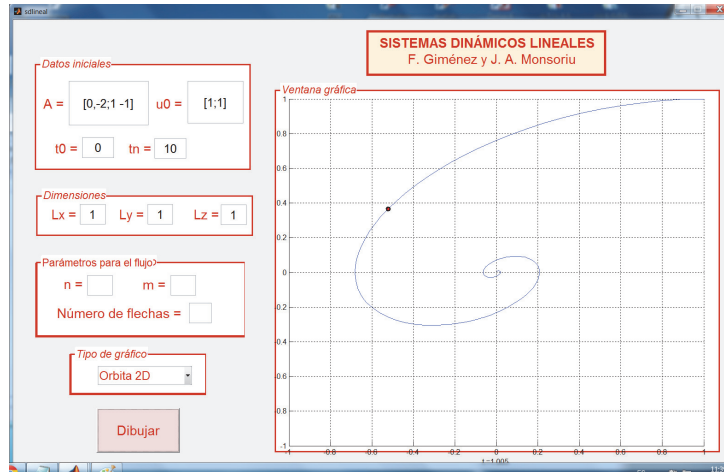 sdlineal
SISTEMAS DINÁMICOS LINEALES
F. Giménez y J. A. Monsoriu
Datos iniciales
A = [0,-2;1 -1] u0 = [1;1]
t0 = 0 tn = 10
Dimensiones
Lx = 1 Ly = 1 Lz = 1
Parámetros para el flujo
n = m =
Número de flechas =
Tipo de gráfico
Orbita 2D
Dibujar
Ventana gráfica
1
0.8
0.6
0.4
0.2
0
-0.2
-0.4
-0.6
-0.8
-1
-1 -0.8 -0.6 -0.4 -0.2 0 0.2 0.4 0.6 0.8 1
t =1.005